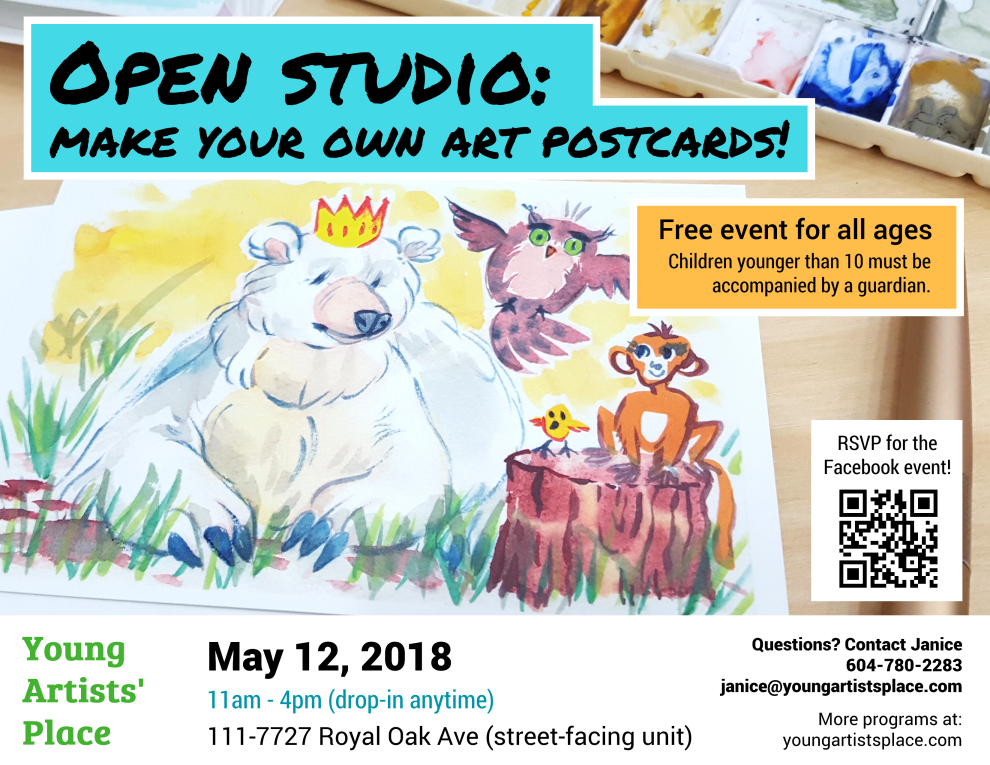 OPEN STUDIO:
MAKE YOUR OWN ART POSTCARDS!
Free event for all ages
Children younger than 10 must be
accompanied by a guardian.
RSVP for the
Facebook event!
Young
Artists'
Place
May 12, 2018
11am - 4pm (drop-in anytime)
111-7727 Royal Oak Ave (street-facing unit)
Questions? Contact Janice
604-780-2283
janice@youngartistsplace.com
More programs at:
youngartistsplace.com